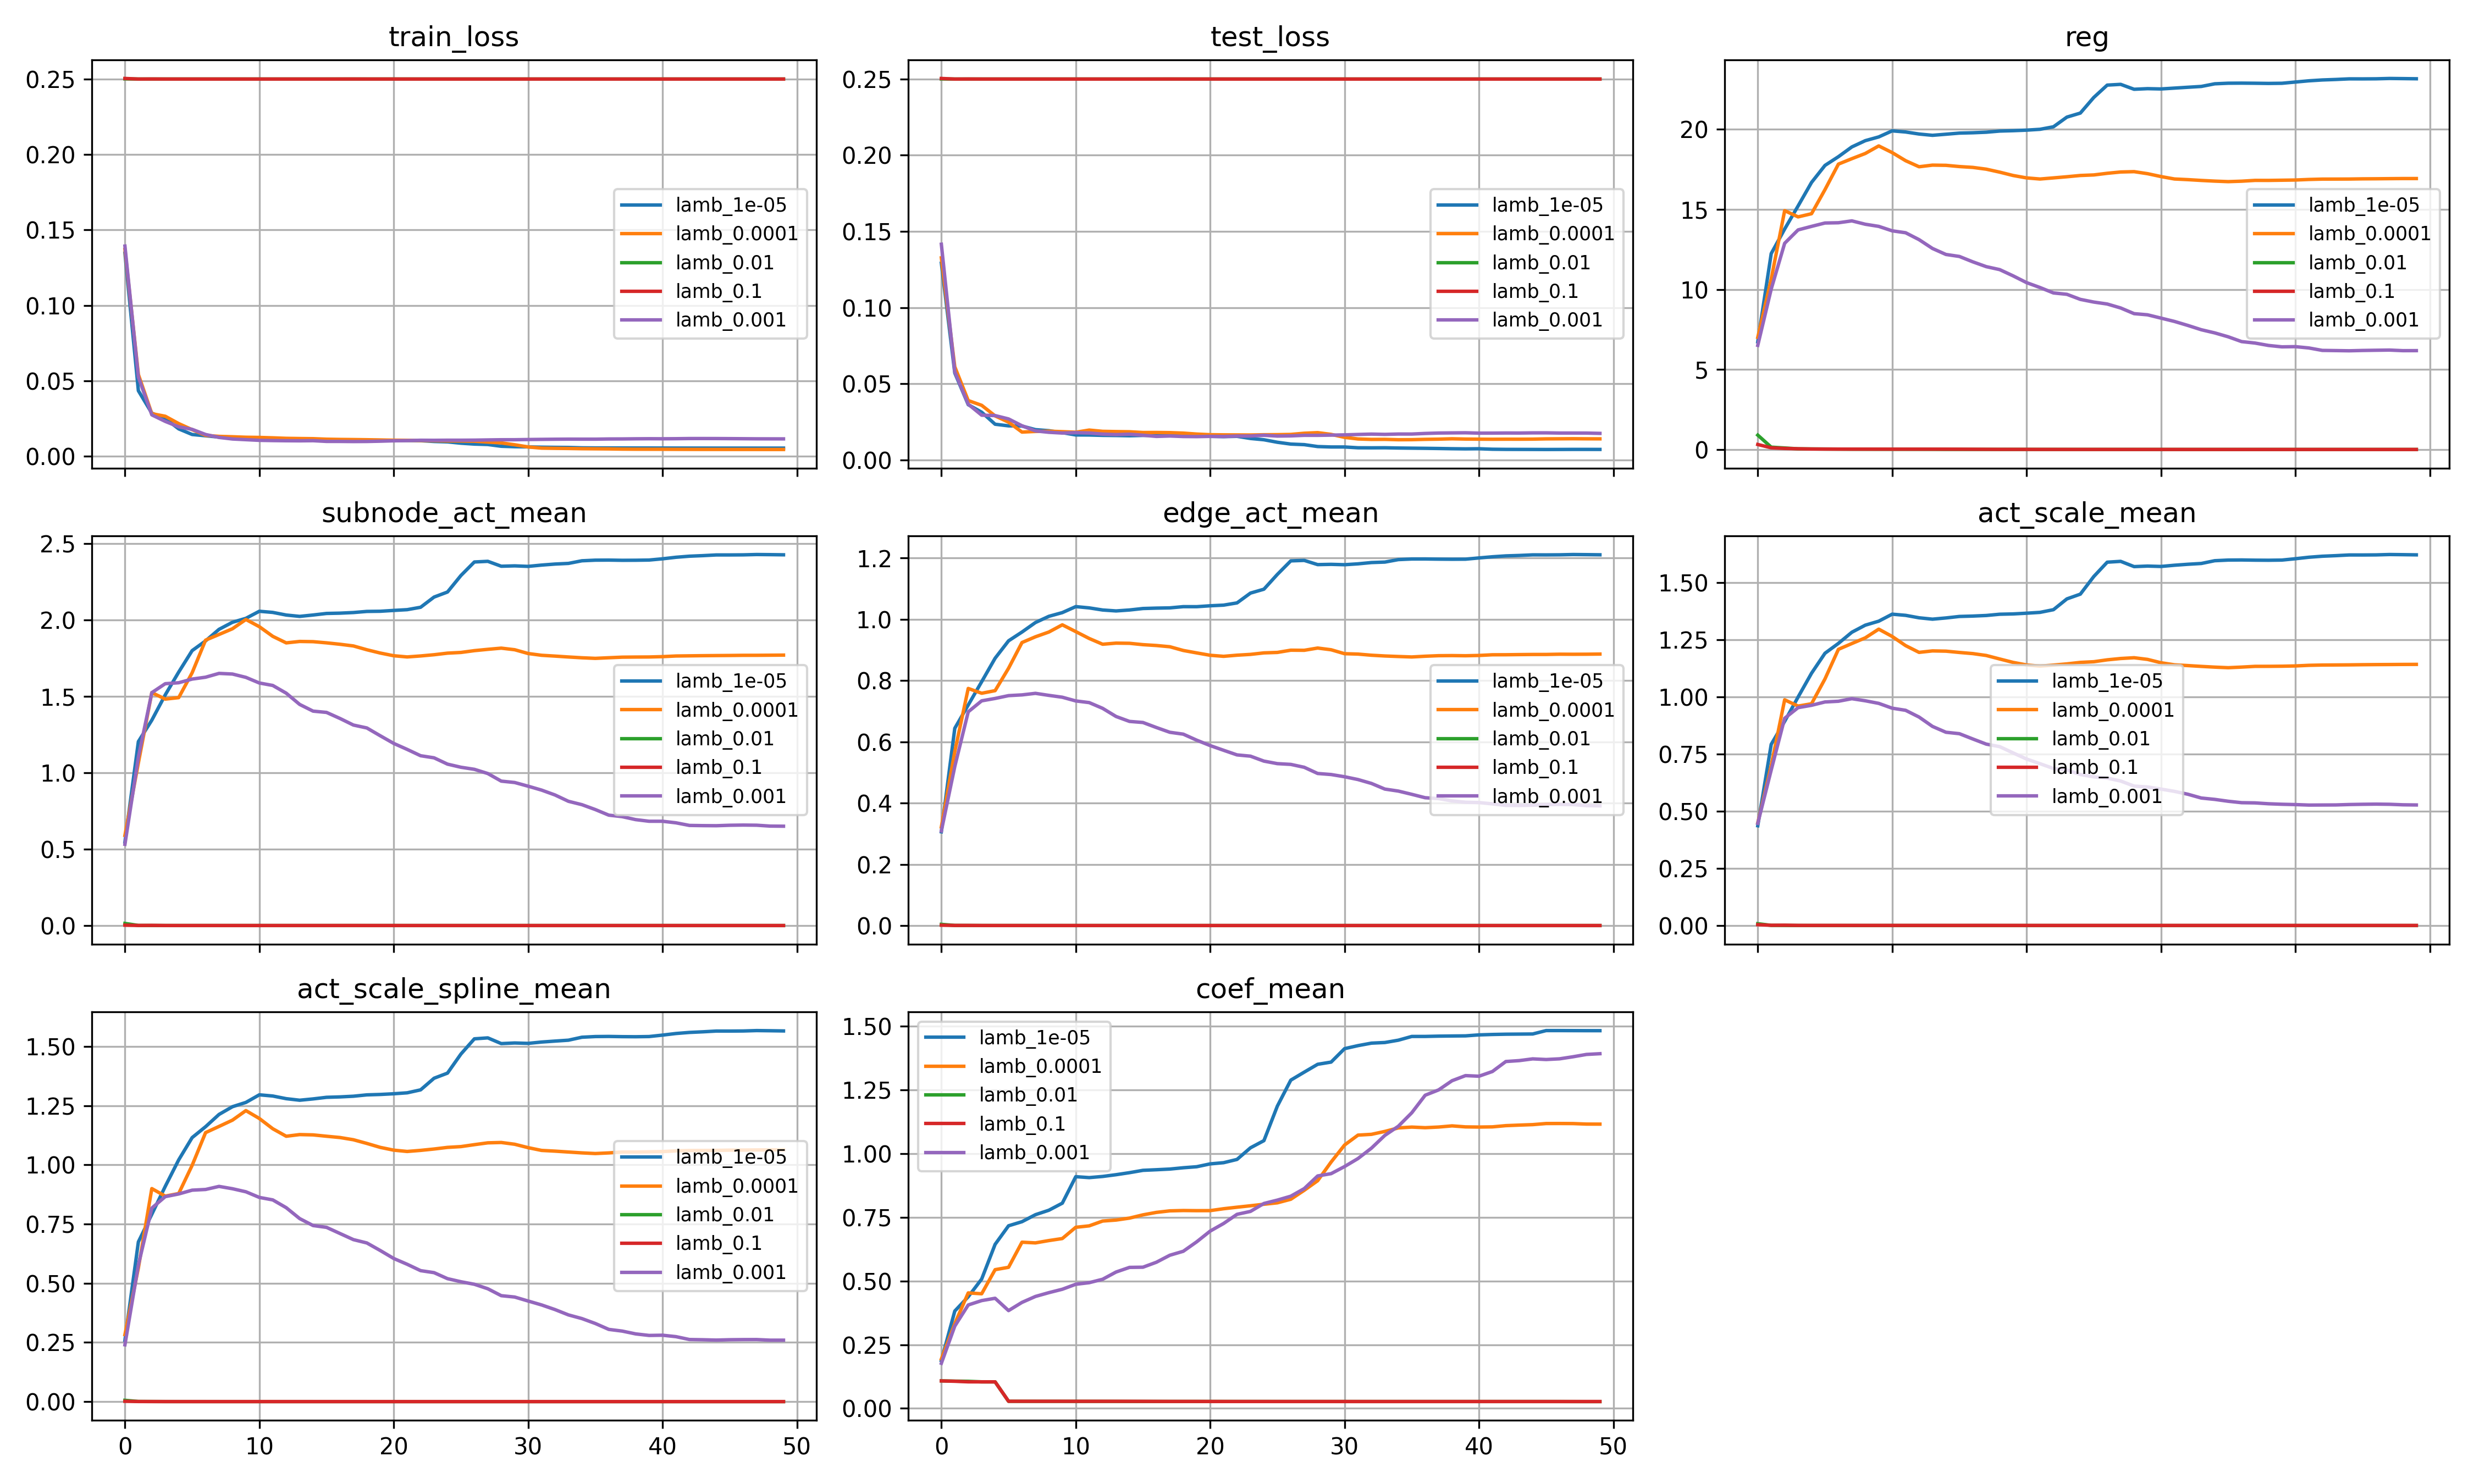 train_loss
0.25
0.20
0.15
0.10
0.05
0.00
lamb_1e-05
lamb_0.0001
lamb_0.01
lamb_0.1
lamb_0.001
test_loss
0.25
0.20
0.15
0.10
0.05
0.00
lamb_1e-05
lamb_0.0001
lamb_0.01
lamb_0.1
lamb_0.001
reg
20
15
10
5
0
lamb_1e-05
lamb_0.0001
lamb_0.01
lamb_0.1
lamb_0.001
subnode_act_mean
2.5
2.0
1.5
1.0
0.5
0.0
lamb_1e-05
lamb_0.0001
lamb_0.01
lamb_0.1
lamb_0.001
edge_act_mean
1.2
1.0
0.8
0.6
0.4
0.2
0.0
lamb_1e-05
lamb_0.0001
lamb_0.01
lamb_0.1
lamb_0.001
act_scale_mean
1.50
1.25
1.00
0.75
0.50
0.25
0.00
lamb_1e-05
lamb_0.0001
lamb_0.01
lamb_0.1
lamb_0.001
act_scale_spline_mean
1.50
1.25
1.00
0.75
0.50
0.25
0.00
lamb_1e-05
lamb_0.0001
lamb_0.01
lamb_0.1
lamb_0.001
0 10 20 30 40 50
coef_mean
1.50
1.25
1.00
0.75
0.50
0.25
0.00
lamb_1e-05
lamb_0.0001
lamb_0.01
lamb_0.1
lamb_0.001
0 10 20 30 40 50